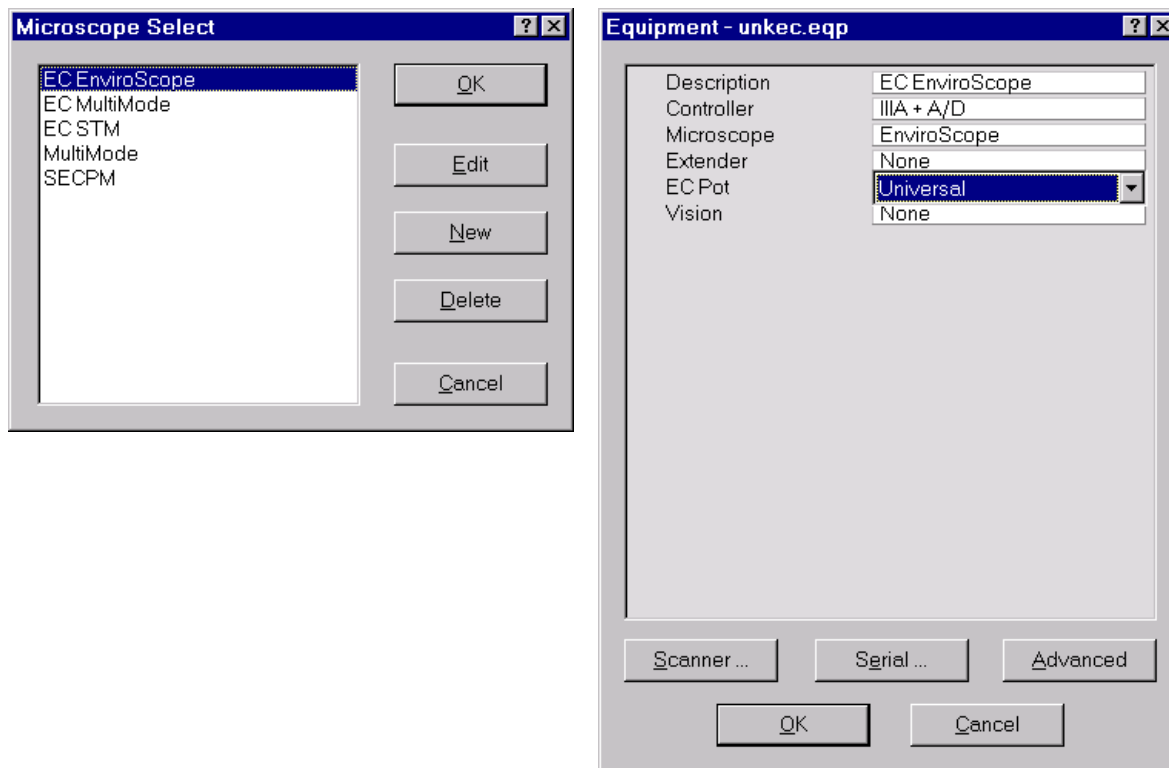 Microscope Select
EC EnviroScope
EC MultiMode
EC STM
MultiMode
SECPM
OK
Edit
New
Delete
Cancel
Equipment - unkec.eqp
Description EC EnviroScope
Controller IIIA + A/D
Microscope EnviroScope
Extender None
EC Pot Universal
Vision None
Scanner ... Serial ... Advanced
OK Cancel